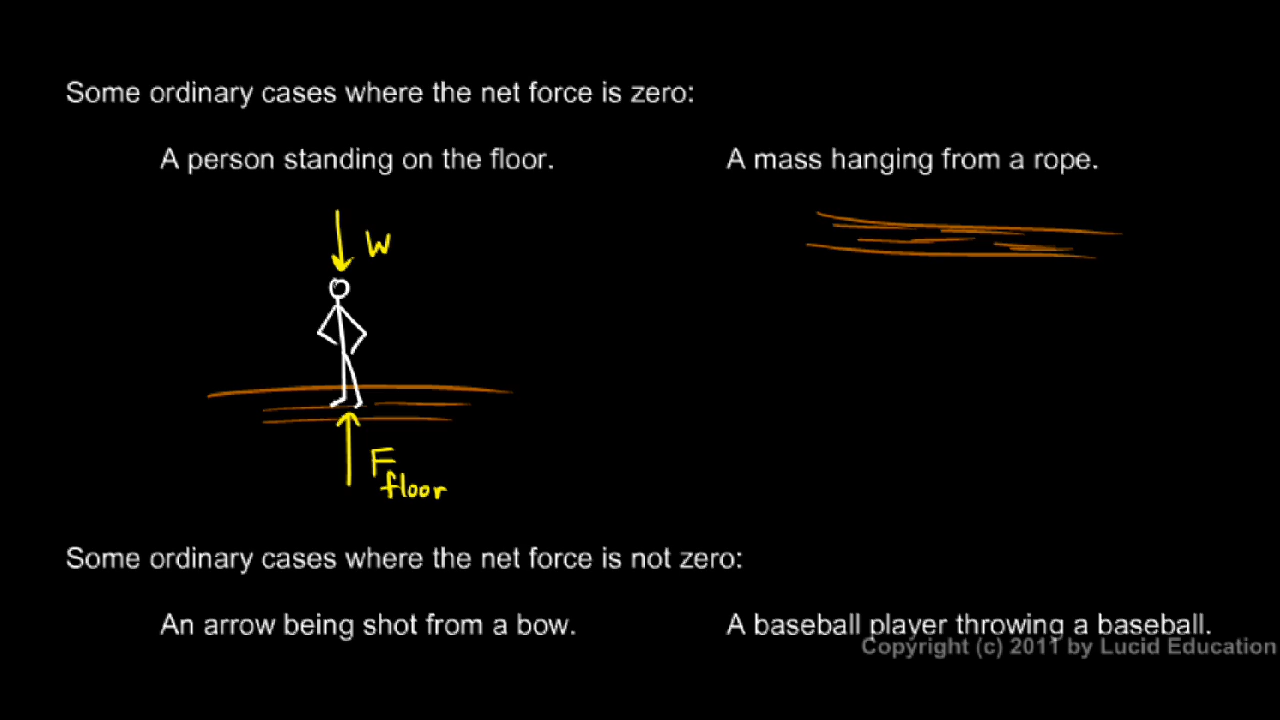 Some ordinary cases where the net force is zero:
A person standing on the floor.
A mass hanging from a rope.
W
F floor
Some ordinary cases where the net force is not zero:
An arrow being shot from a bow.
A baseball player throwing a baseball.
Copyright (c) 2011 by Lucid Education